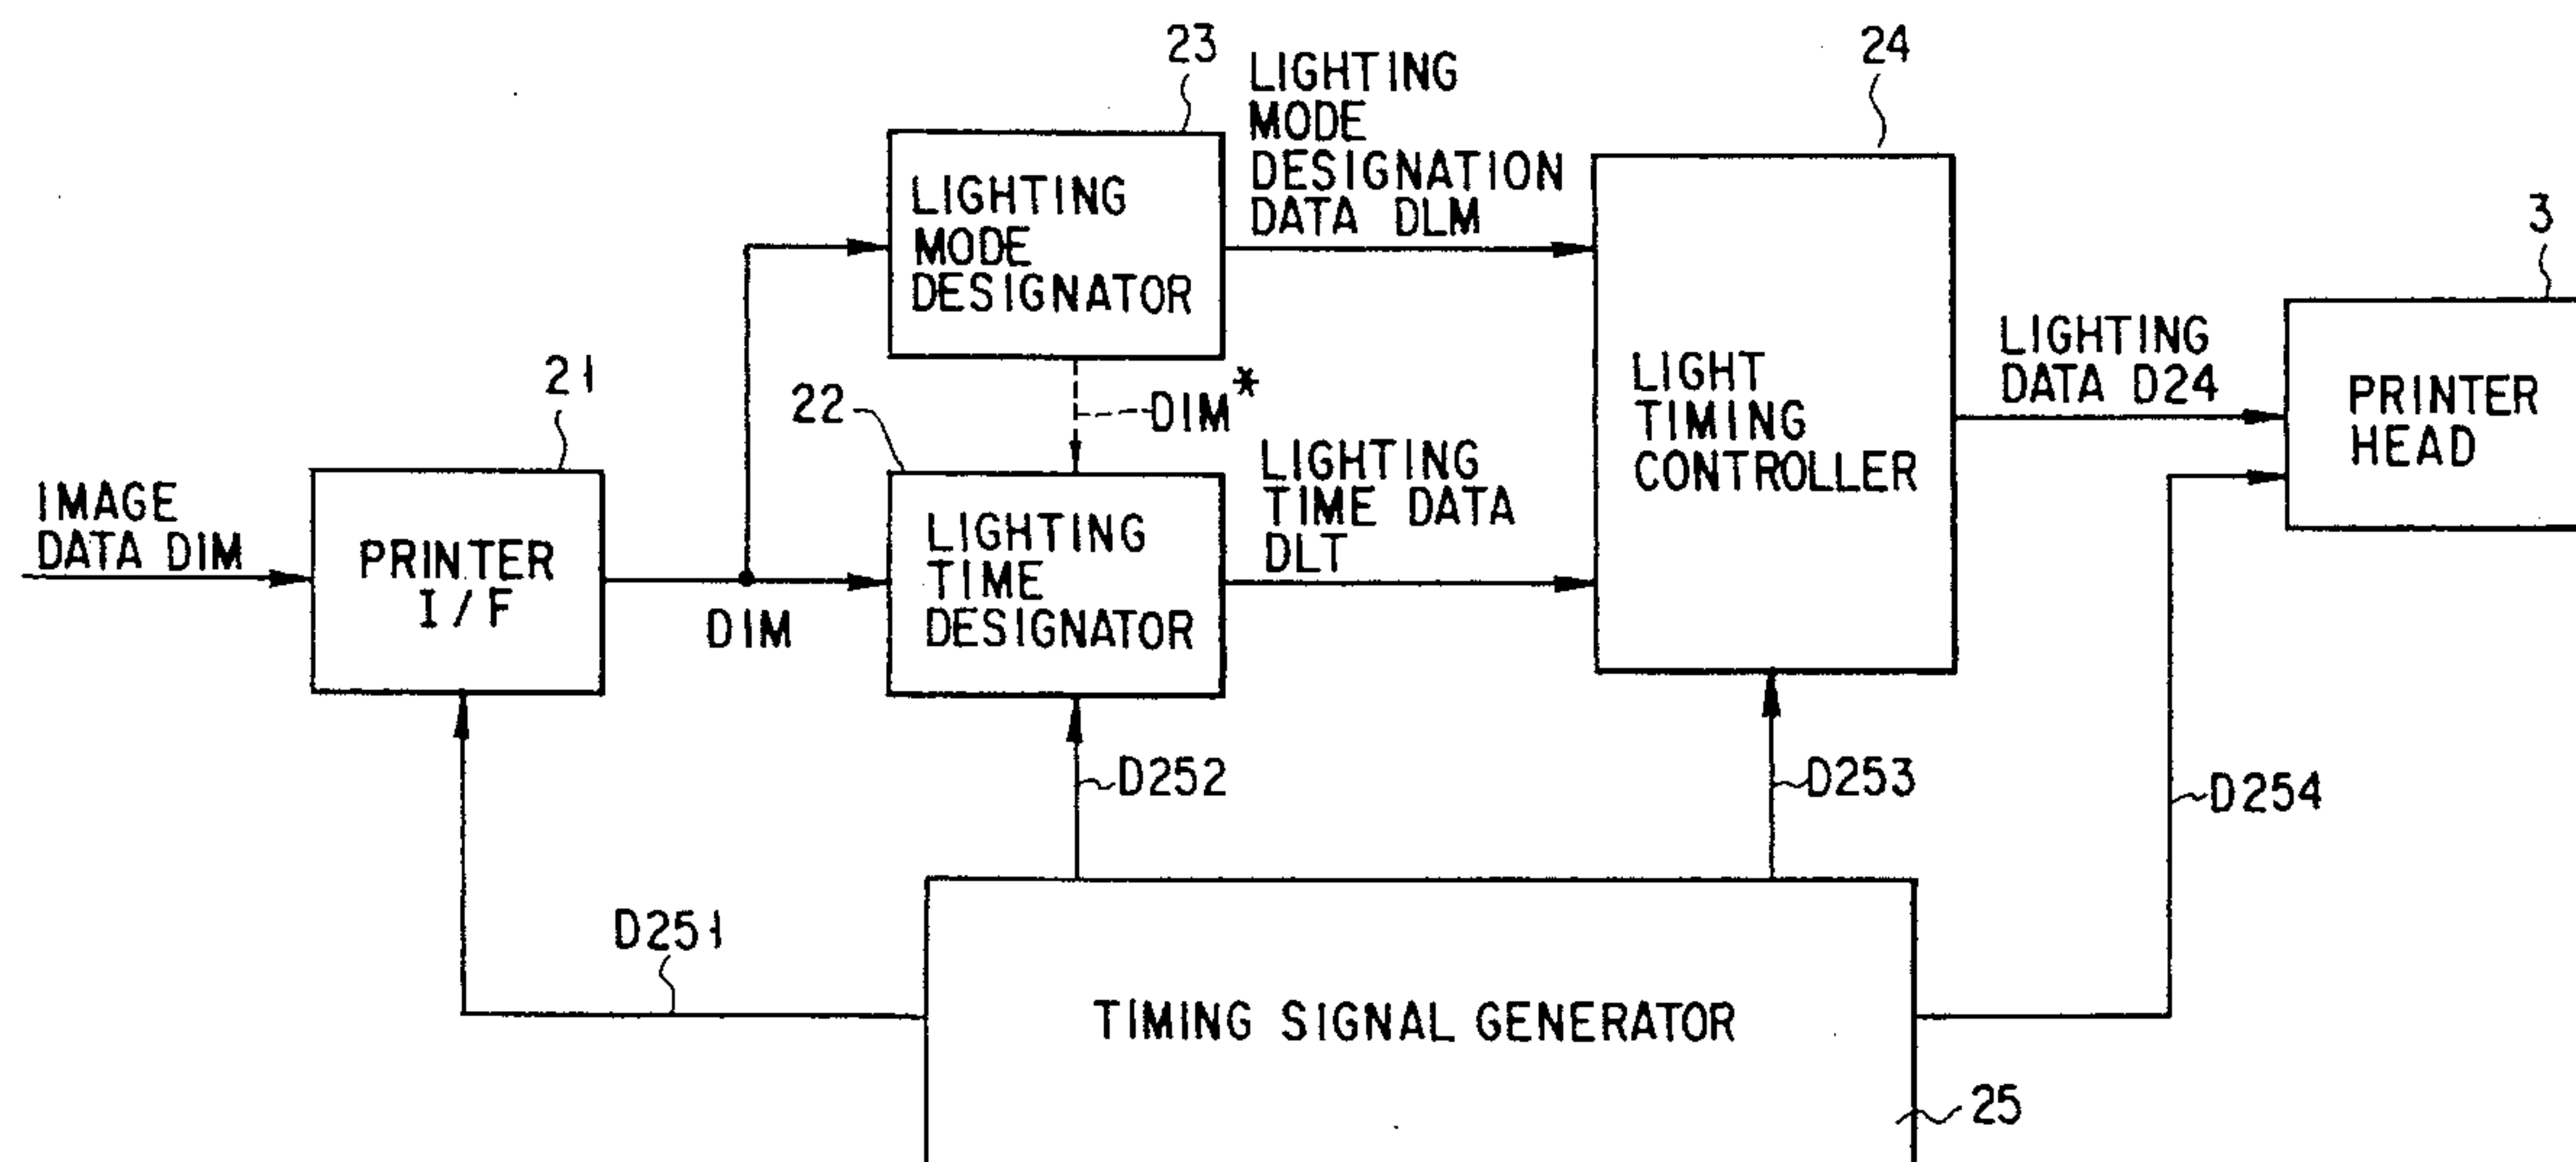 23
LIGHTING
MODE
DESIGNATION
DATA DLM
24
LIGHTING
MODE
DESIGNATOR
3
21
22
DIM*
LIGHTING
DATA D24
PRINTER
HEAD
LIGHT
TIMING
CONTROLLER
IMAGE
DATA DIM
PRINTER
I/F
DIM
LIGHTING
TIME
DESIGNATOR
LIGHTING
TIME DATA
DLT
D252
D253
D254
D251
TIMING SIGNAL GENERATOR
25